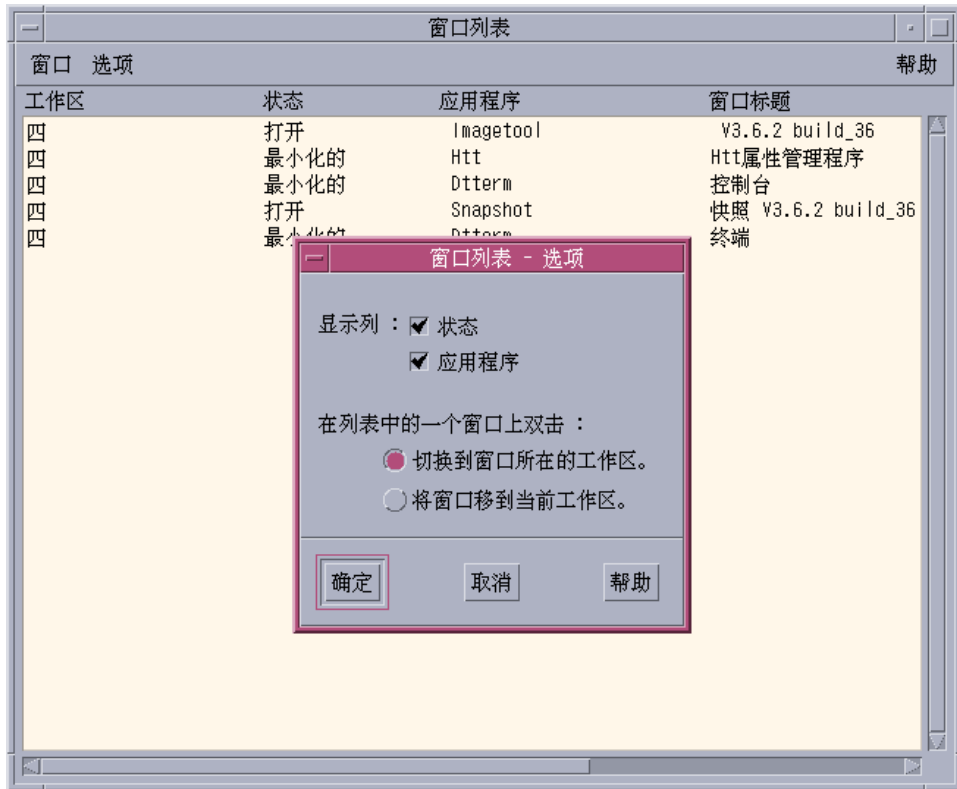 窗口列表
窗口 选项 帮助
工作区 状态 应用程序 窗口标题
四 打开 Imagetool V3.6.2 build_36
四 最小化的 Htt Htt属性管理程序
四 最小化的 Dtterm 控制台
四 打开 Snapshot 快照 V3.6.2 build_36
四 最小化的 Dtterm 终端
窗口列表 - 选项
显示列 : 状态
应用程序
在列表中的一个窗口上双击 :
切换到窗口所在的工作区。
将窗口移到当前工作区。
确定 取消 帮助